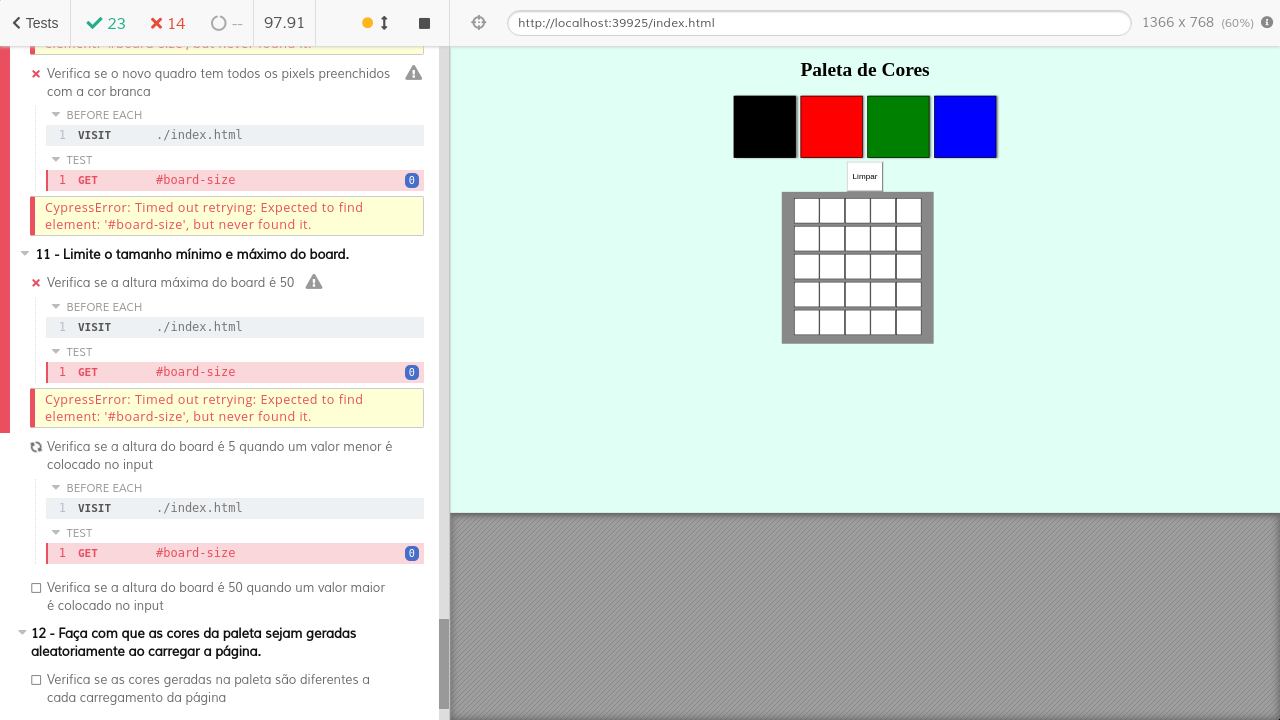 Tests
23
14
--
97.91
http://localhost:39925/index.html
1366 x 768 (60%)
element: '#board-size', but never found it.
Verifica se o novo quadro tem todos os pixels preenchidos
com a cor branca
BEFORE EACH
1 VISIT ./index.html
TEST
1 GET #board-size 0
CypressError: Timed out retrying: Expected to find
element: '#board-size', but never found it.
11 - Limite o tamanho mínimo e máximo do board.
Verifica se a altura máxima do board é 50
BEFORE EACH
1 VISIT ./index.html
TEST
1 GET #board-size 0
CypressError: Timed out retrying: Expected to find
element: '#board-size', but never found it.
Verifica se a altura do board é 5 quando um valor menor é
colocado no input
BEFORE EACH
1 VISIT ./index.html
TEST
1 GET #board-size 0
Verifica se a altura do board é 50 quando um valor maior
é colocado no input
12 - Faça com que as cores da paleta sejam geradas
aleatoriamente ao carregar a página.
Verifica se as cores geradas na paleta são diferentes a
cada carregamento da página
Paleta de Cores
Limpar